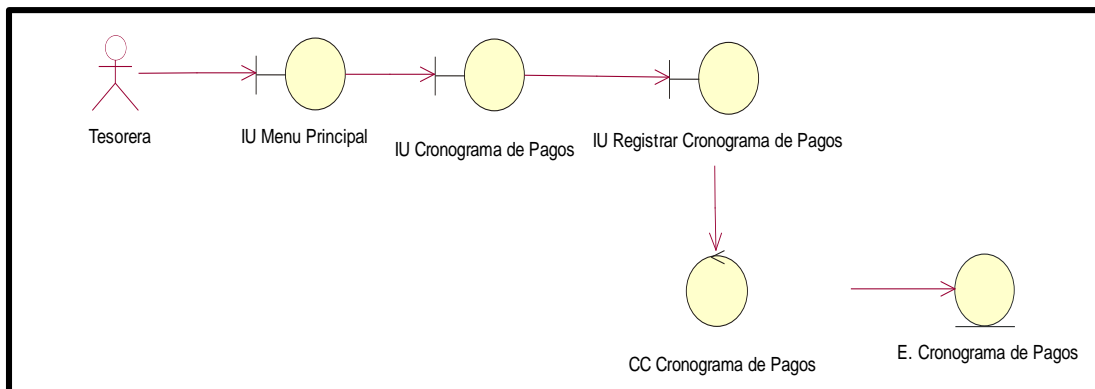 Tesorera
IU Menu Principal
IU Cronograma de Pagos
IU Registrar Cronograma de Pagos
CC Cronograma de Pagos
E. Cronograma de Pagos